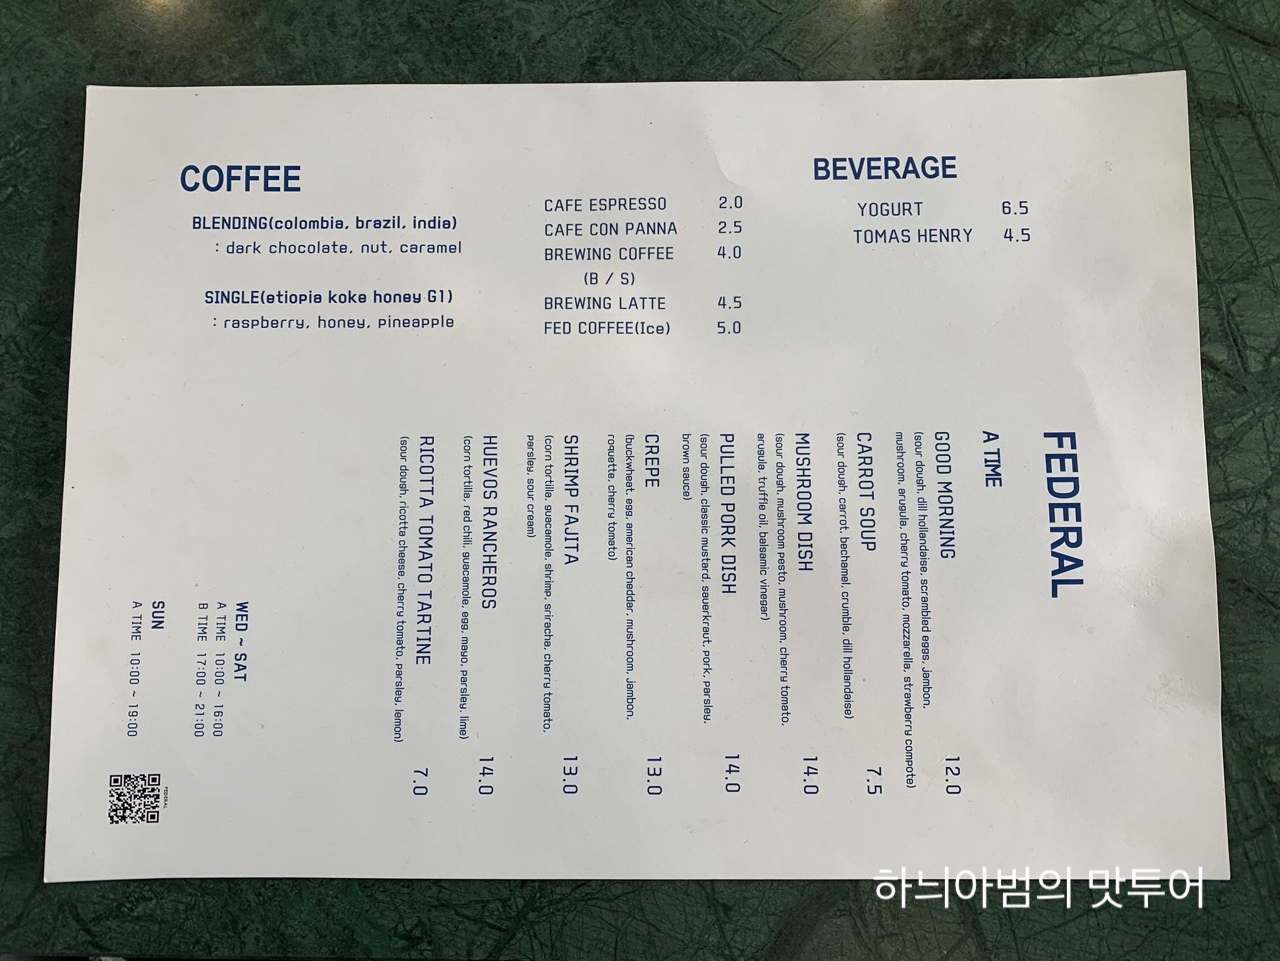 COFFEE
BLENDING(colombia, brazil, india)
: dark chocolate, nut, caramel
SINGLE(etiopia koke honey G1)
: raspberry, honey, pineapple
CAFE ESPRESSO 2.0
CAFE CON PANNA 2.5
BREWING COFFEE 4.0
(B / S)
BREWING LATTE 4.5
FED COFFEE(Ice) 5.0
BEVERAGE
YOGURT 6.5
TOMAS HENRY 4.5
FEDERAL
A TIME
GOOD MORNING 12.0
(sour dough, dill hollandaise, scrambled eggs, jambon,
mushroom, arugula, cherry tomato, mozzarella, strawberry compote)
CARROT SOUP 7.5
(sour dough, carrot, bechamel, crumble, dill hollandaise)
MUSHROOM DISH 14.0
(sour dough, mushroom pesto, mushroom, cherry tomato,
arugula, truffle oil, balsamic vinegar)
PULLED PORK DISH 14.0
(sour dough, classic mustard, sauerkraut, pork, parsley,
brown sauce)
CREPE 13.0
(buckwheat, egg, american cheddar, mushroom, jambon,
roquette, cherry tomato)
SHRIMP FAJITA 13.0
(corn tortilla, guacamole, shrimp, sriracha, cherry tomato,
parsley, sour cream)
HUEVOS RANCHEROS 14.0
(corn tortilla, red chili, guacamole, egg, mayo, parsley, lime)
RICOTTA TOMATO TARTINE 7.0
(sour dough, ricotta cheese, cherry tomato, parsley, lemon)
WED ~ SAT
A TIME 10:00 ~ 16:00
B TIME 17:00 ~ 21:00
SUN
A TIME 10:00 ~ 19:00
FEDERAL
하늬아범의 맛투어